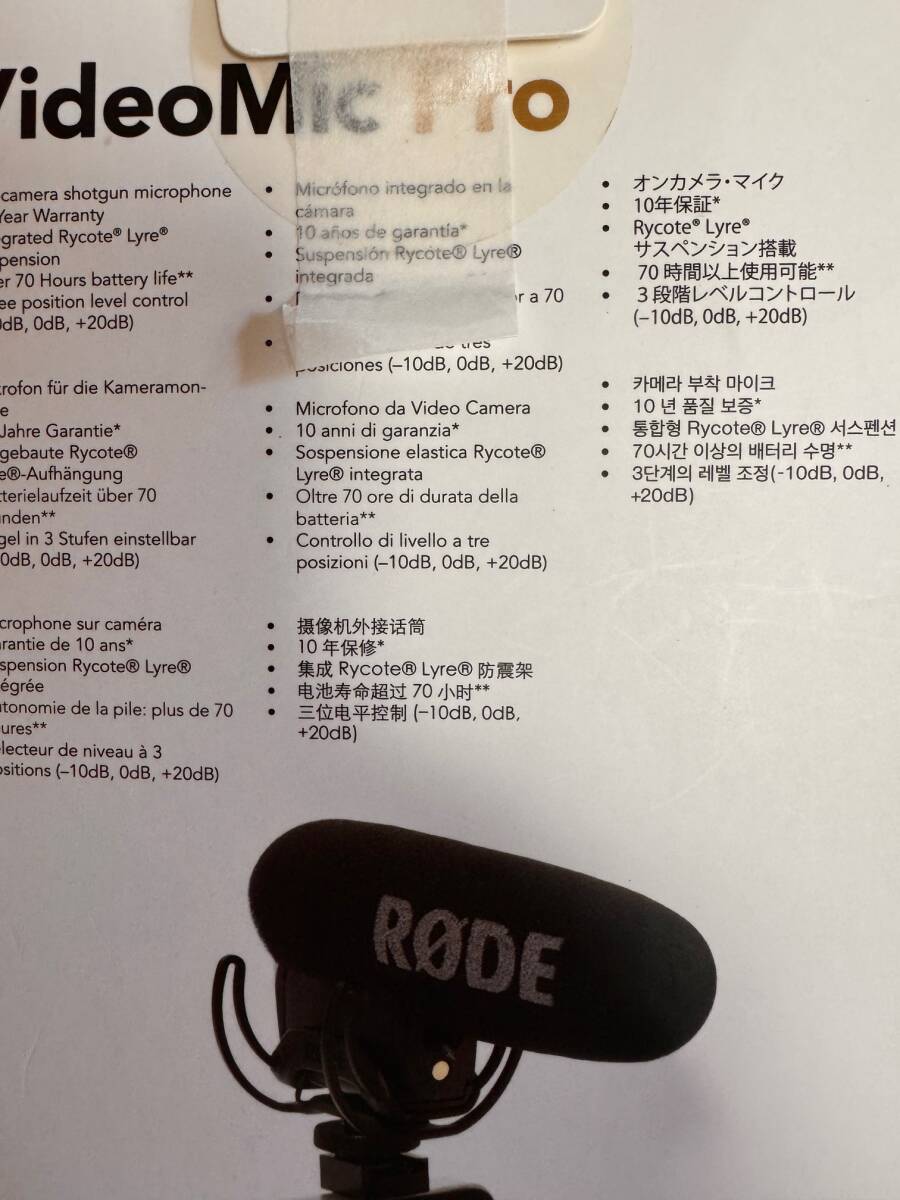 VideoMic Pro
camera shotgun microphone
Year Warranty
grated Rycote® Lyre®
pension
er 70 Hours battery life**
ee position level control
0dB, 0dB, +20dB)
krofon für die Kameramon-
e
Jahre Garantie*
gebaute Rycote®
e®-Aufhängung
tterielaufzeit über 70
unden**
gel in 3 Stufen einstellbar
0dB, 0dB, +20dB)
crophone sur caméra
arantie de 10 ans*
spension Rycote® Lyre®
égrée
utonomie de la pile: plus de 70
ures**
électeur de niveau à 3
ositions (–10dB, 0dB, +20dB)
• Micrófono integrado en la
cámara
• 10 años de garantía*
• Suspensión Rycote® Lyre®
integrada
• r a 70
• tres
posiciones (–10dB, 0dB, +20dB)
• Microfono da Video Camera
• 10 anni di garanzia*
• Sospensione elastica Rycote®
Lyre® integrata
• Oltre 70 ore di durata della
batteria**
• Controllo di livello a tre
posizioni (–10dB, 0dB, +20dB)
• 摄像机外接话筒
• 10 年保修*
• 集成 Rycote® Lyre® 防震架
• 电池寿命超过 70 小时**
• 三位电平控制 (–10dB, 0dB,
+20dB)
• オンカメラ・マイク
• 10年保証*
• Rycote® Lyre®
サスペンション搭載
• 70 時間以上使用可能**
• 3 段階レベルコントロール
(–10dB, 0dB, +20dB)
• 카메라 부착 마이크
• 10 년 품질 보증*
• 통합형 Rycote® Lyre® 서스펜션
• 70시간 이상의 배터리 수명**
• 3단계의 레벨 조정(-10dB, 0dB,
+20dB)
RØDE